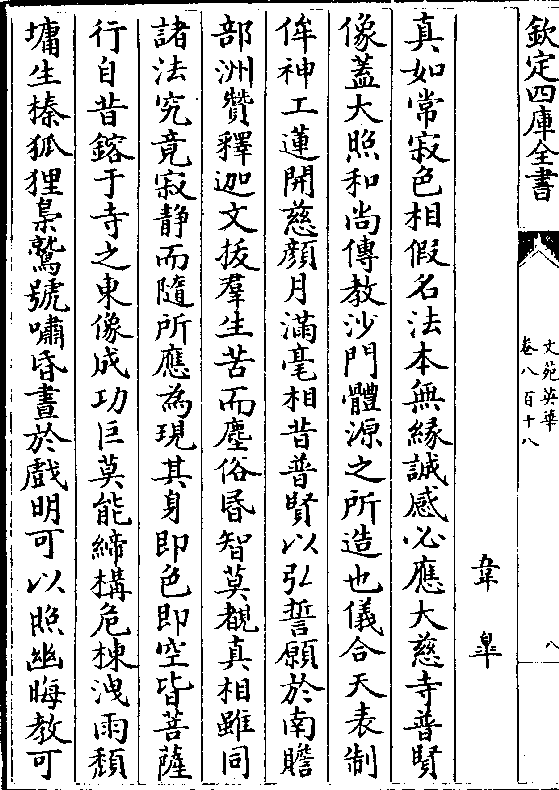 欽定四庫全書
文苑英華
卷八百十八
八
韋臯
真如常寂色相假名法本無緣誠感必應大慈寺普賢
像蓋大照和尚傳教沙門體源之所造也儀合天表制
侔神工蓮開慈顔月滿毫相昔普賢以弘誓願於南贍
部洲贊釋迦文拔羣生苦而塵俗昏智莫覩真相雖同
諸法究竟寂静而隨所應為現其身即色即空皆菩薩
行自昔鎔于寺之東像成功巨莫能締構危棟洩雨頽
墉生榛狐狸梟鷲號嘯昏晝於戲明可以照幽晦教可